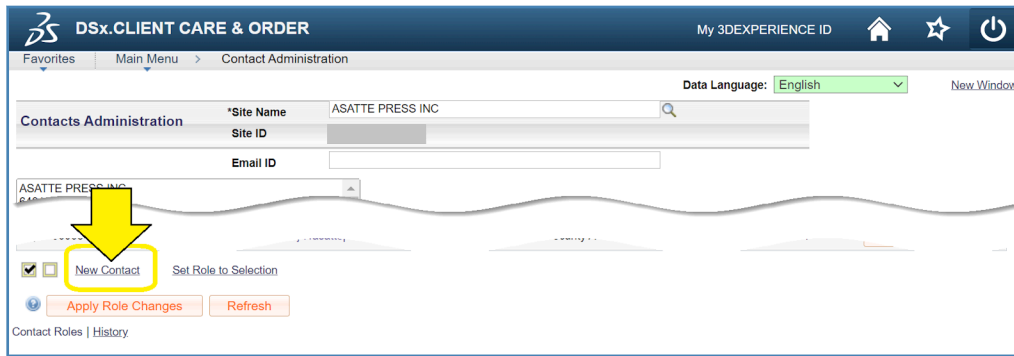 DSx.CLIENT CARE & ORDER My 3DEXPERIENCE ID
Favorites Main Menu > Contact Administration
Data Language: English New Window
Contacts Administration *Site Name ASATTE PRESS INC
Site ID
Email ID
ASATTE PRESS INC
New Contact Set Role to Selection
Apply Role Changes Refresh
Contact Roles | History